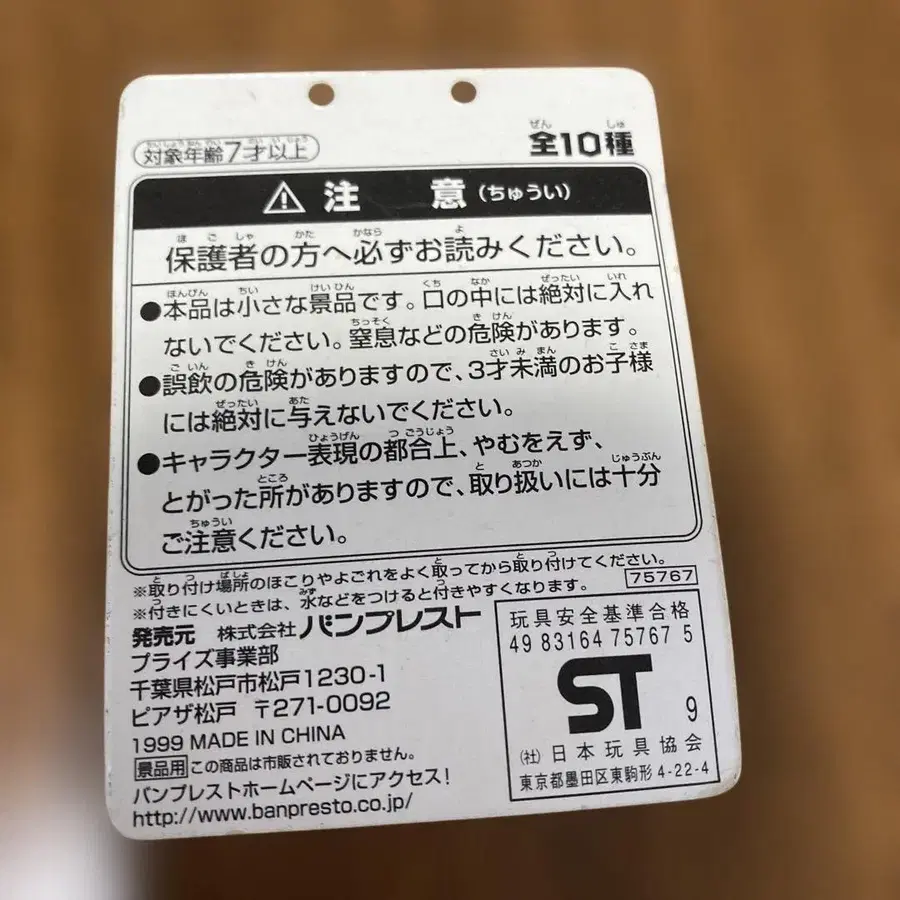 対象年齢7才以上
全10種
注意(ちゅうい)
保護者の方へ必ずお読みください。
●本品は小さな景品です。口の中には絶対に入れ
ないでください。窒息などの危険があります。
●誤飲の危険がありますので、3才未満のお子様
には絶対に与えないでください。
●キャラクター表現の都合上、やむをえず、
とがった所がありますので、取り扱いには十分
ご注意ください。
※取り付け場所のほこりやよごれをよく取ってから取り付けてください。
※付きにくいときは、水などをつけると付きやすくなります。
75767
発売元 株式会社バンプレスト
プライズ事業部
千葉県松戸市松戸1230-1
ピアザ松戸 〒271-0092
1999 MADE IN CHINA
景品用 この商品は市販されておりません。
バンプレストホームページにアクセス!
http://www.banpresto.co.jp/
玩具安全基準合格
49 83164 75767 5
ST 9
(社)日本玩具協会
東京都墨田区東駒形4-22-4